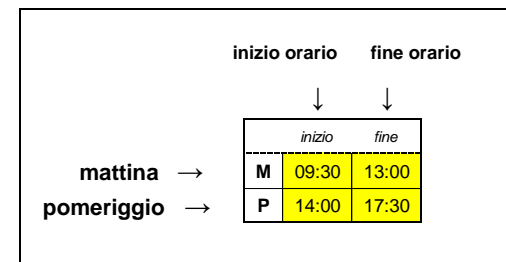 inizio orario fine orario
↓ ↓
inizio fine
mattina → M 09:30 13:00
pomeriggio → P 14:00 17:30